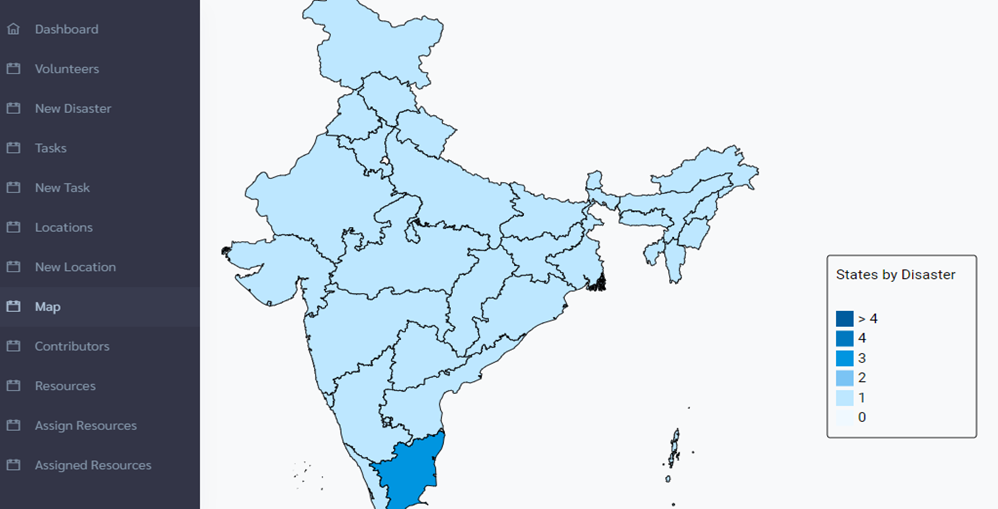 Dashboard
Volunteers
New Disaster
Tasks
New Task
Locations
New Location
Map
Contributors
Resources
Assign Resources
Assigned Resources
States by Disaster
> 4
4
3
2
1
0